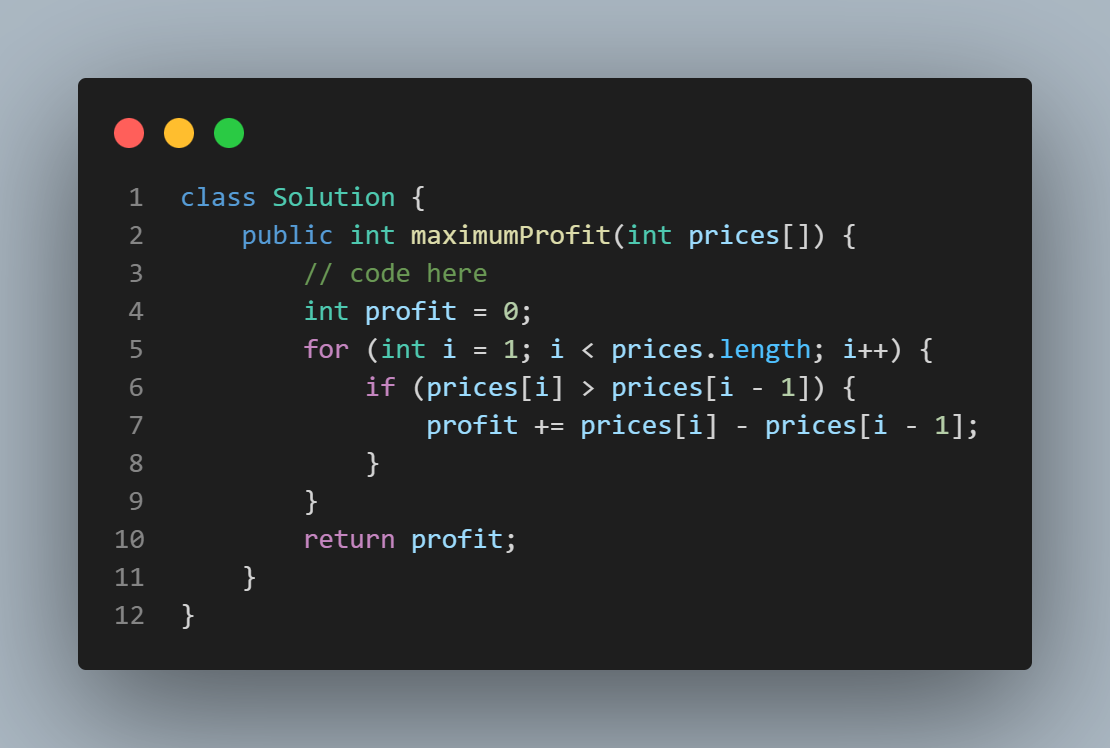 1 class Solution {
2     public int maximumProfit(int prices[]) {
3         // code here
4         int profit = 0;
5         for (int i = 1; i < prices.length; i++) {
6             if (prices[i] > prices[i - 1]) {
7                 profit += prices[i] - prices[i - 1];
8             }
9         }
10         return profit;
11     }
12 }